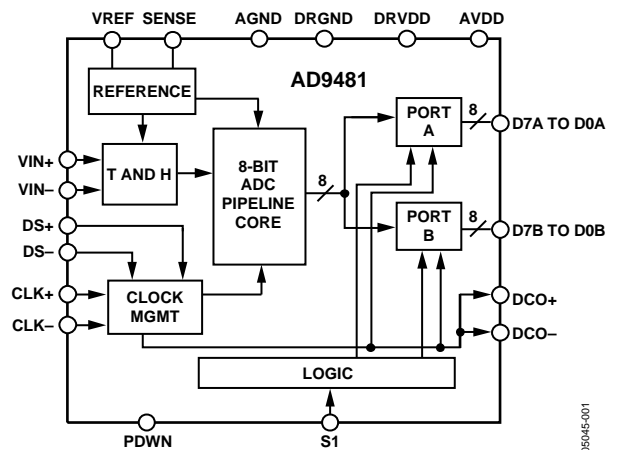 VREF SENSE AGND DRGND DRVDD AVDD
AD9481
REFERENCE
PORT
A
8
D7A TO D0A
VIN+
VIN–
T AND H
8-BIT
ADC
PIPELINE
CORE
8
PORT
B
8
D7B TO D0B
DS+
DS–
CLK+
CLK–
CLOCK
MGMT
DCO+
DCO–
LOGIC
PDWN
S1
05045-001